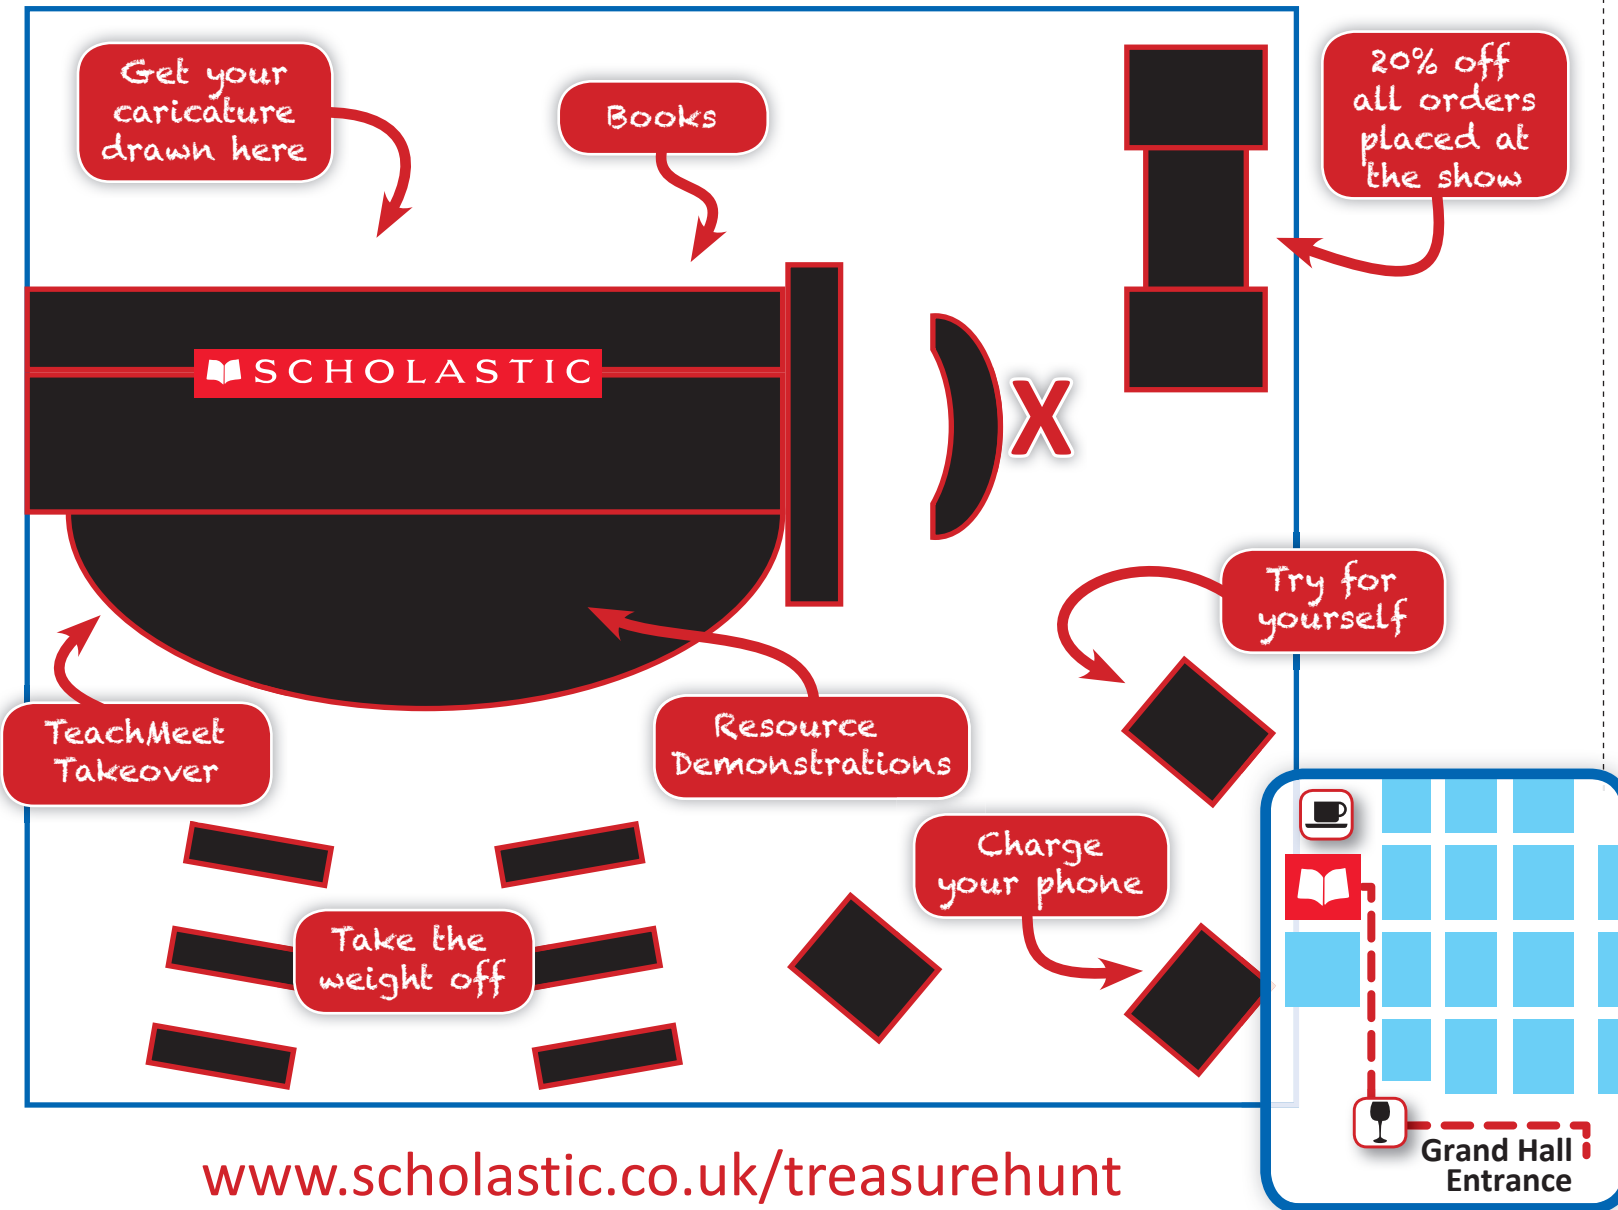 Get your
caricature
drawn here
Books
20% off
all orders
placed at
the show
SCHOLASTIC
X
Try for
yourself
TeachMeet
Takeover
Resource
Demonstrations
Charge
your phone
Take the
weight off
Grand Hall
Entrance
www.scholastic.co.uk/treasurehunt